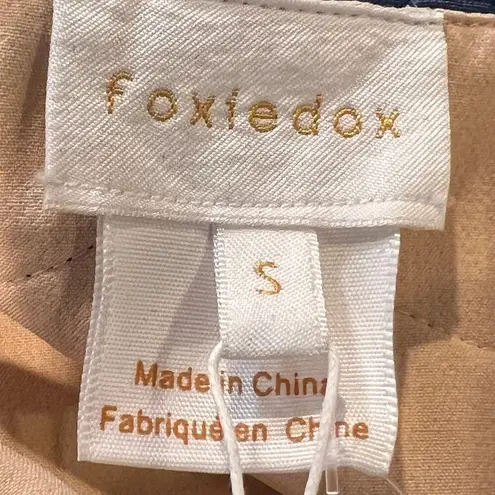 foxiedox
S
Made in China
Fabriqué en Chine